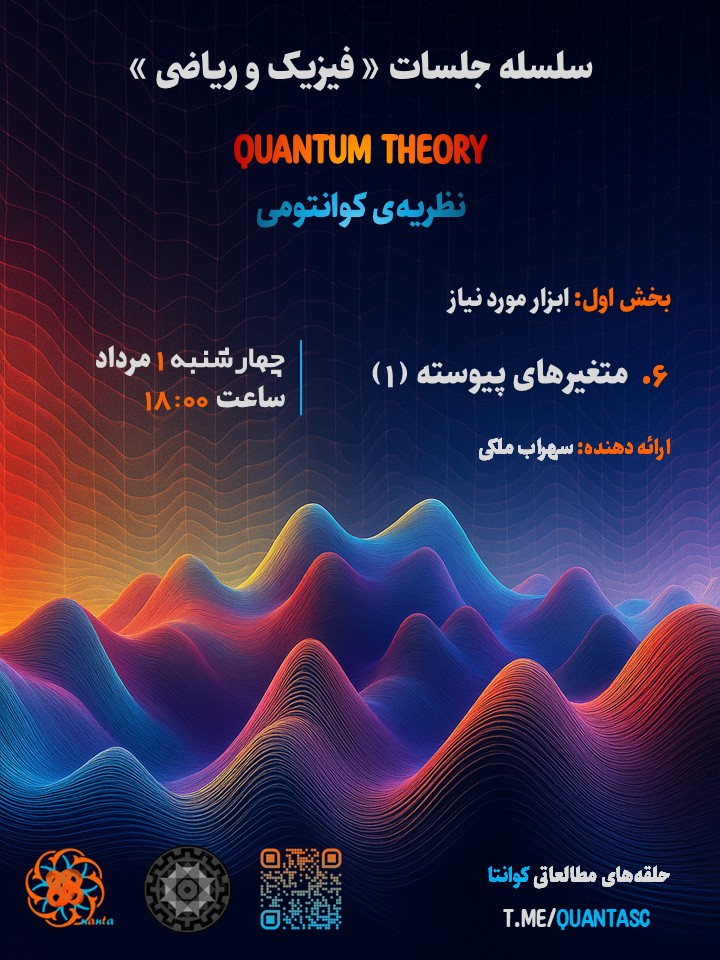 سلسله جلسات « فیزیک و ریاضی »
QUANTUM THEORY
نظریه‌ی کوانتومی
بخش اول: ابزار مورد نیاز
۶. متغیرهای پیوسته (۱)
ارائه دهنده: سهراب ملکی
چهارشنبه ۱ مرداد
ساعت ۱۸:۰۰
حلقه‌های مطالعاتی کوانتا
T.ME/QUANTASC
uanta